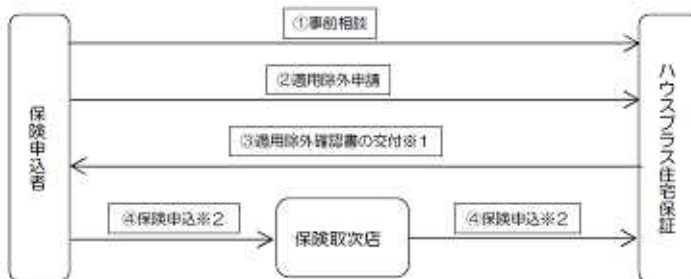 ①事前相談
②適用除外申請
③適用除外確認書の交付※1
④保険申込※2
④保険申込※2
保険申込者
保険取次店
ハウスプラス住宅保証